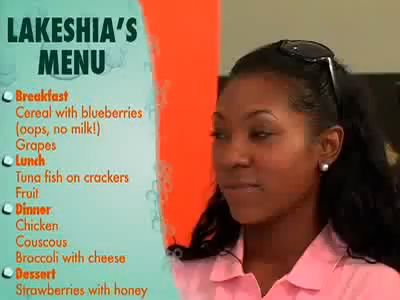 LAKESHIA'S
MENU
Breakfast
Cereal with blueberries
(oops, no milk!)
Grapes
Lunch
Tuna fish on crackers
Fruit
Dinner
Chicken
Couscous
Broccoli with cheese
Dessert
Strawberries with honey